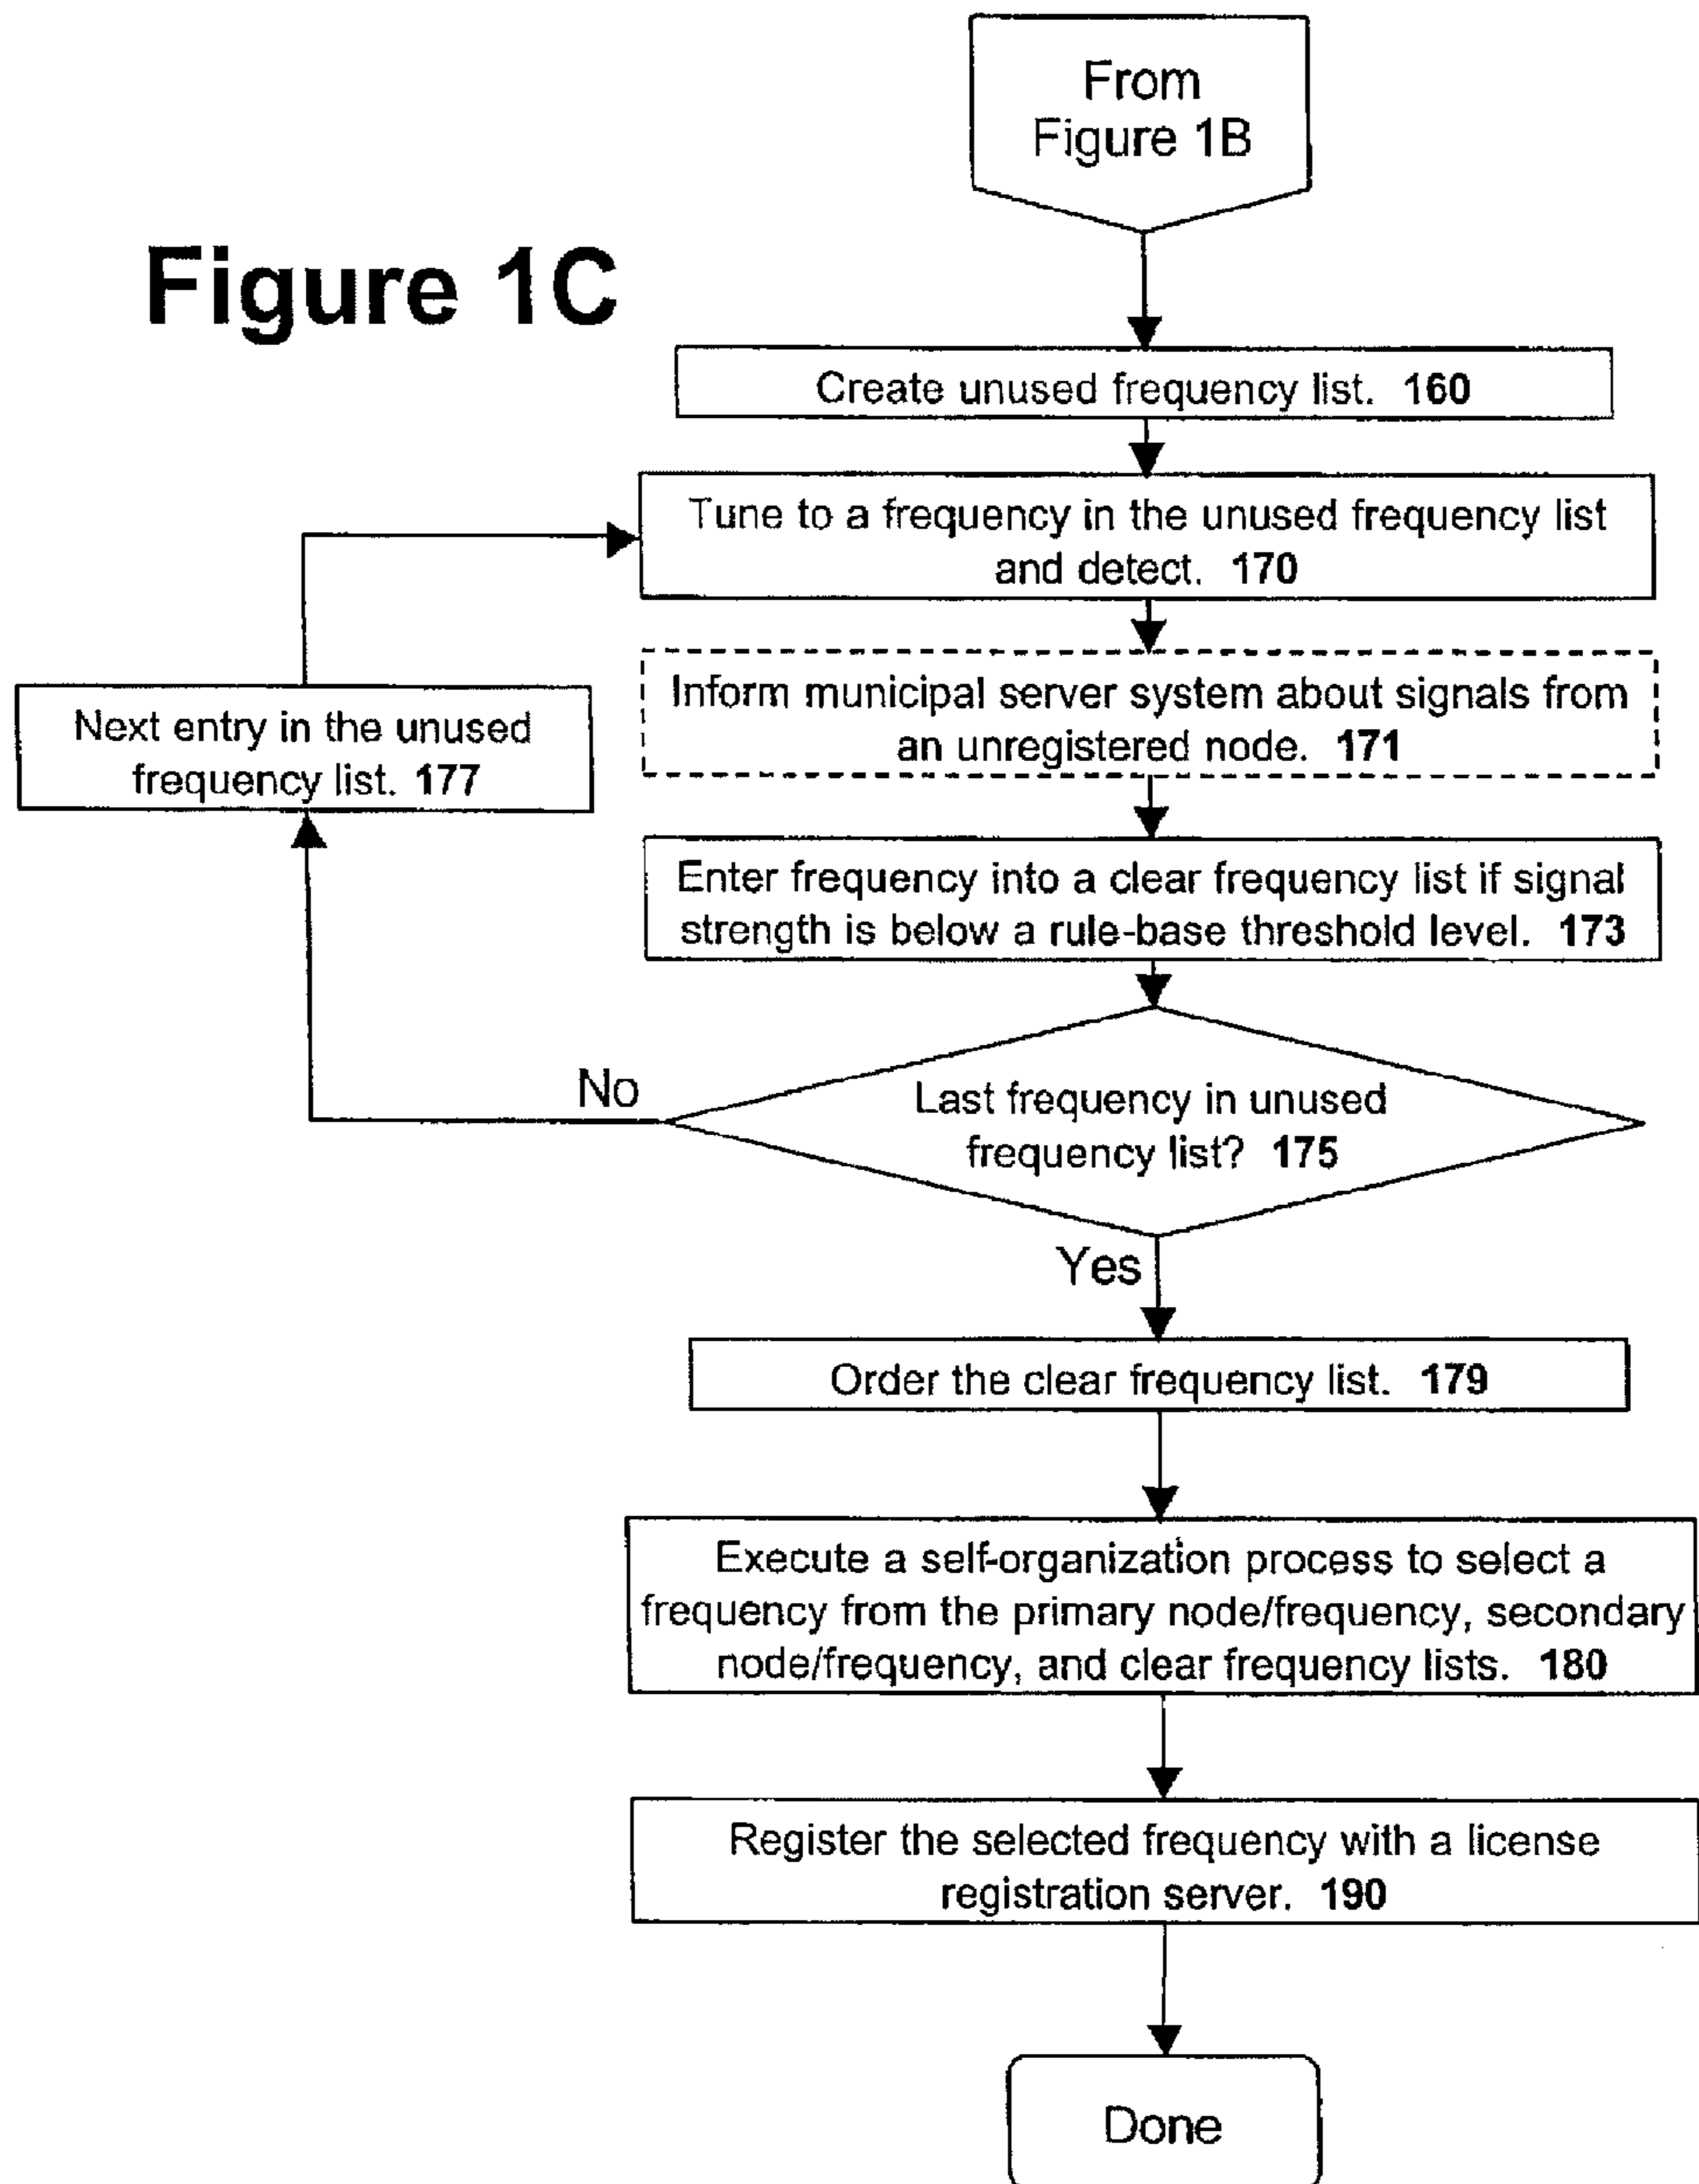 From
Figure 1B
Figure 1C
Create unused frequency list. 160
Tune to a frequency in the unused frequency list
and detect. 170
Inform municipal server system about signals from
an unregistered node. 171
Next entry in the unused
frequency list. 177
Enter frequency into a clear frequency list if signal
strength is below a rule-base threshold level. 173
No
Last frequency in unused
frequency list? 175
Yes
Order the clear frequency list. 179
Execute a self-organization process to select a
frequency from the primary node/frequency, secondary
node/frequency, and clear frequency lists. 180
Register the selected frequency with a license
registration server. 190
Done